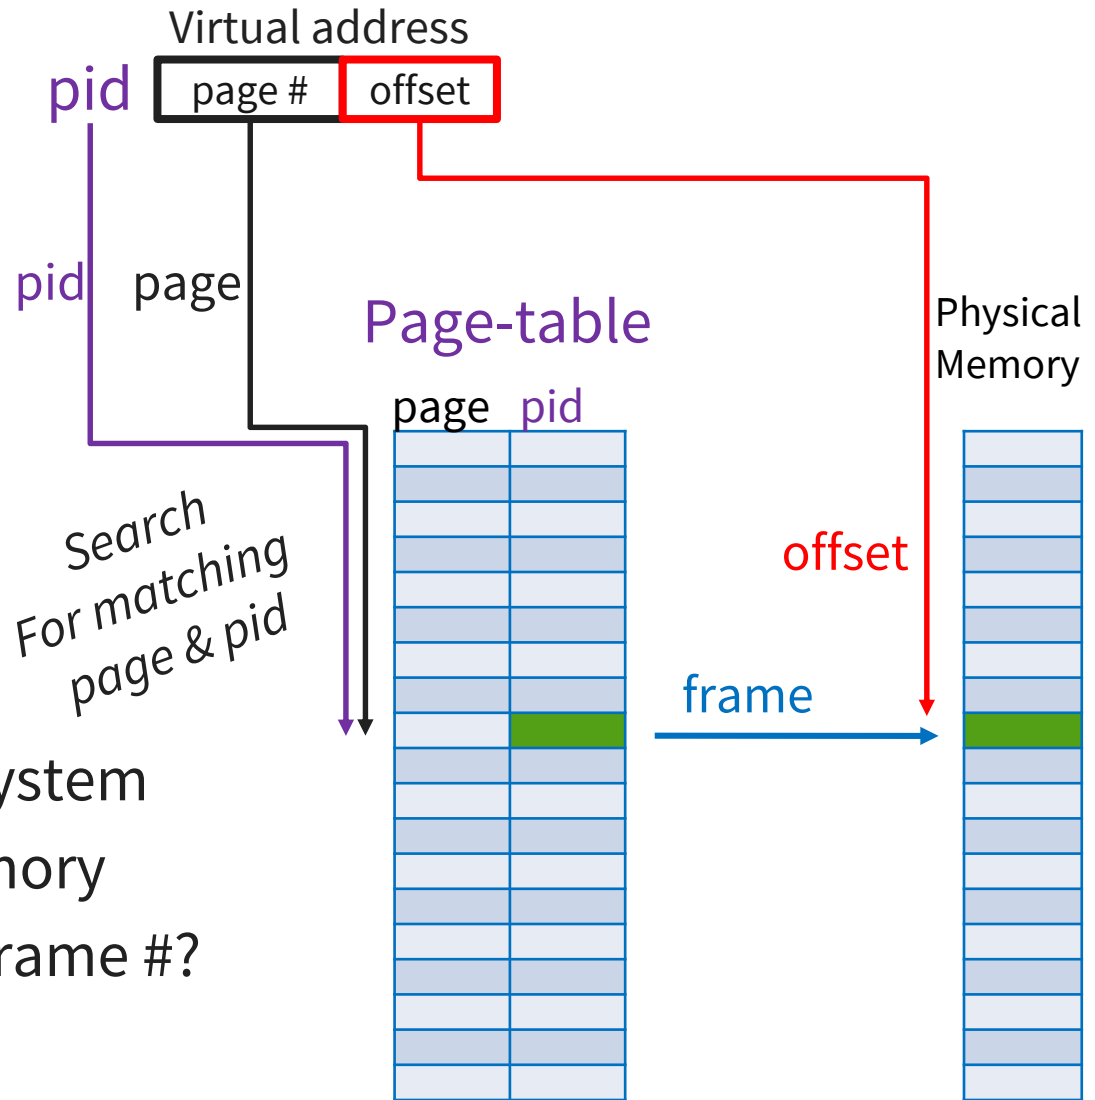 Virtual address
pid page # offset
pid page
Page-table
Physical
Memory
page pid
Search
For matching
page & pid
offset
frame
ystem
nory
rame #?